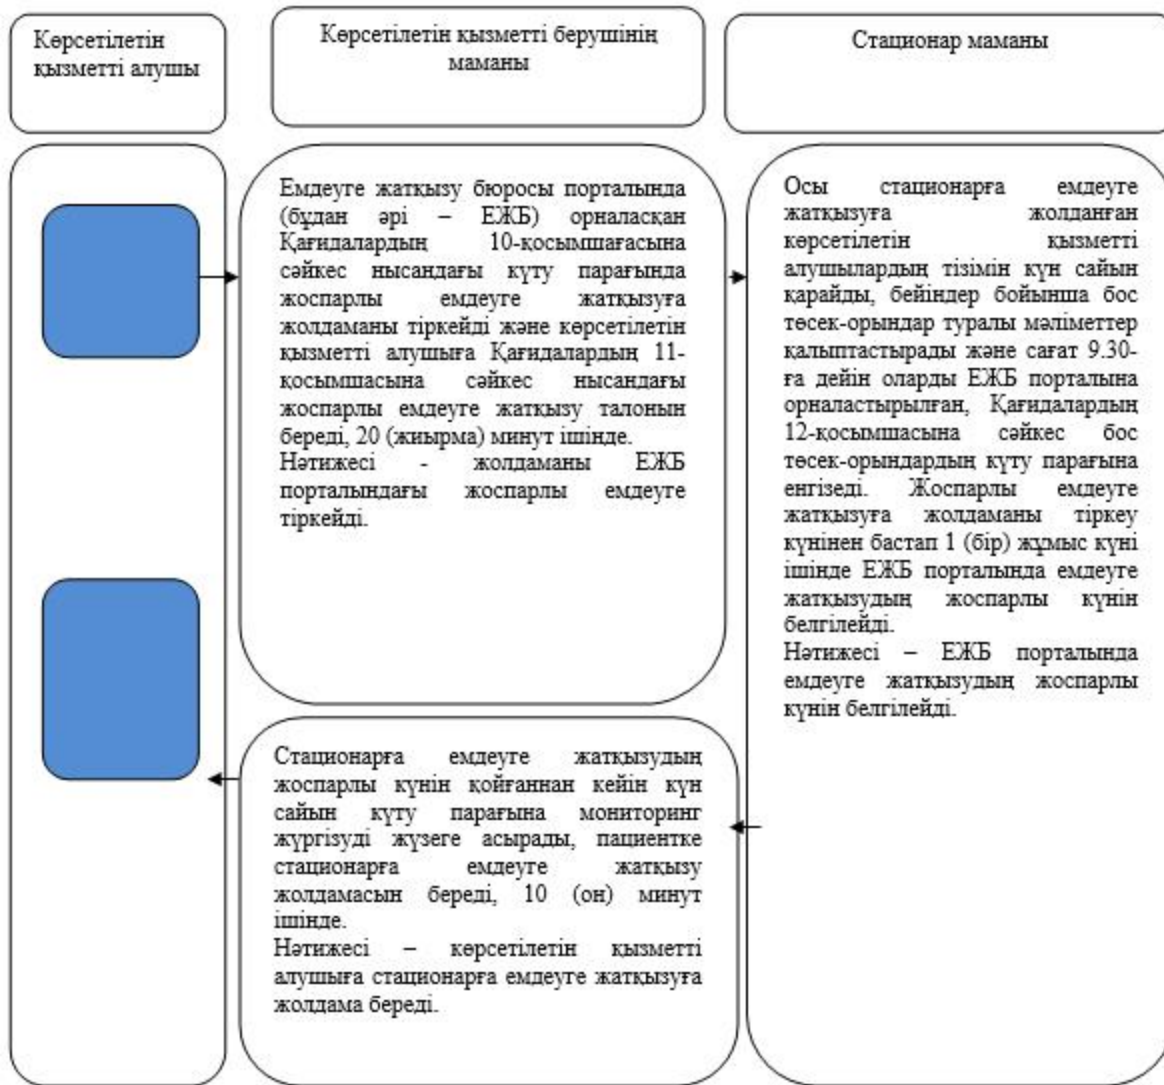 Көрсетілетін
қызметті алушы
Көрсетілетін қызметті берушінің
маманы
Стационар маманы
Емдеуге жатқызу бюросы порталында
(бұдан әрі – ЕЖБ) орналасқан
Қағидалардың 10-қосымшағасына
сәйкес нысандағы күту парағында
жоспарлы емдеуге жатқызуға
жолдаманы тіркейді және көрсетілетін
қызметті алушыға Қағидалардың 11-
қосымшасына сәйкес нысандағы
жоспарлы емдеуге жатқызу талонын
береді, 20 (жиырма) минут ішінде.
Нәтижесі - жолдаманы ЕЖБ
порталындағы жоспарлы емдеуге
тіркейді.
Осы стационарға емдеуге
жатқызуға жолданған
көрсетілетін қызметті
алушылардың тізімін күн сайын
қарайды, бейіндер бойынша бос
төсек-орындар туралы мәліметтер
қалыптастырады және сағат 9.30-
ға дейін оларды ЕЖБ порталына
орналастырылған, Қағидалардың
12-қосымшасына сәйкес бос
төсек-орындардың күту парағына
енгізеді. Жоспарлы емдеуге
жатқызуға жолдаманы тіркеу
күнінен бастап 1 (бір) жұмыс күні
ішінде ЕЖБ порталында емдеуге
жатқызудың жоспарлы күнін
белгілейді.
Нәтижесі – ЕЖБ порталында
емдеуге жатқызудың жоспарлы
күнін белгілейді.
Стационарға емдеуге жатқызудың
жоспарлы күнін қойғаннан кейін күн
сайын күту парағына мониторинг
жүргізуді жүзеге асырады, пациентке
стационарға емдеуге жатқызу
жолдамасын береді, 10 (он) минут
ішінде.
Нәтижесі – көрсетілетін қызметті
алушыға стационарға емдеуге жатқызуға
жолдама береді.